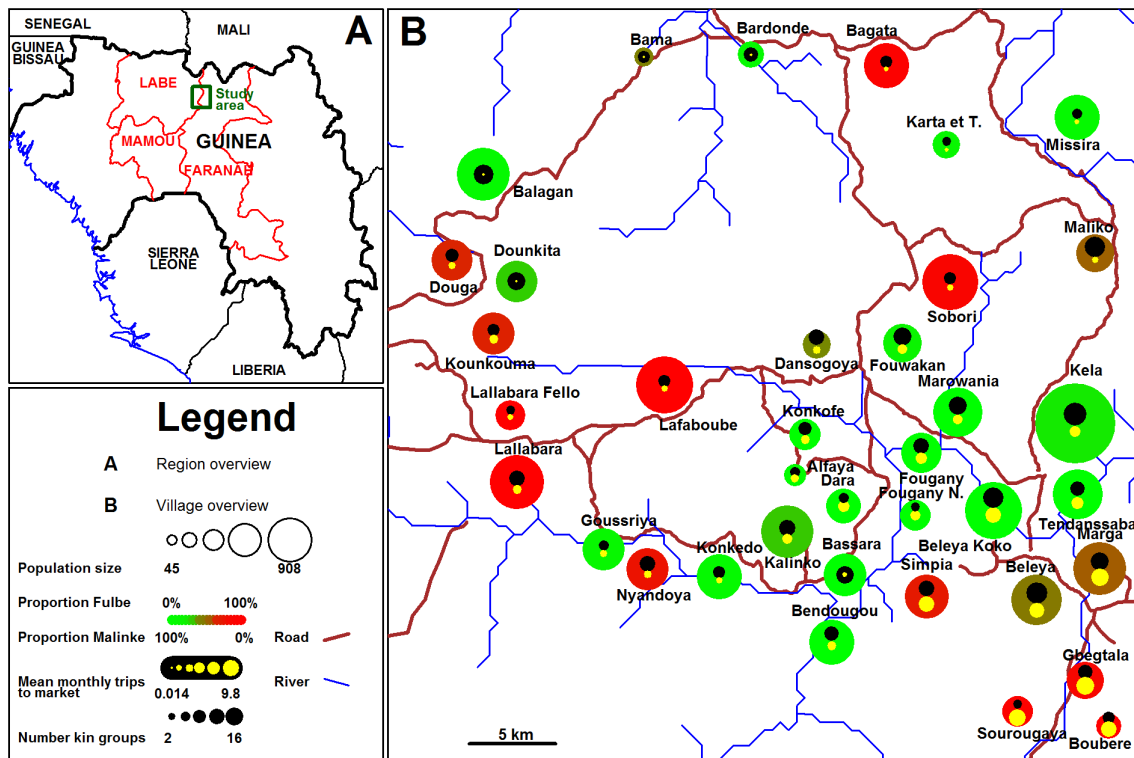 SENEGAL
MALI
A
GUINEA
BISSAU
LABE
Study
area
MAMOU
GUINEA
FARANAH
SIERRA
LEONE
LIBERIA
Legend
A Region overview
B Village overview
Population size 45 908
Proportion Fulbe 0% 100%
Proportion Malinke 100% 0%
Road
Mean monthly trips
to market 0.014 9.8
River
Number kin groups 2 16
B
Bama
Bardonde
Bagata
Karta et T.
Missira
Balagan
Maliko
Dounkita
Douga
Sobori
Kounkouma
Dansogoya
Fouwakan
Kela
Marowania
Lallabara Fello
Lafaboube
Konkofe
Lallabara
Alfaya
Dara
Fougany
Fougany N.
Goussriya
Tendanssaba
Beleya Koko
Marga
Konkedo
Kalinko
Bassara
Simpia
Beleya
Nyandoya
Bendougou
Gbegtala
Sourougaya
Boubere
5 km